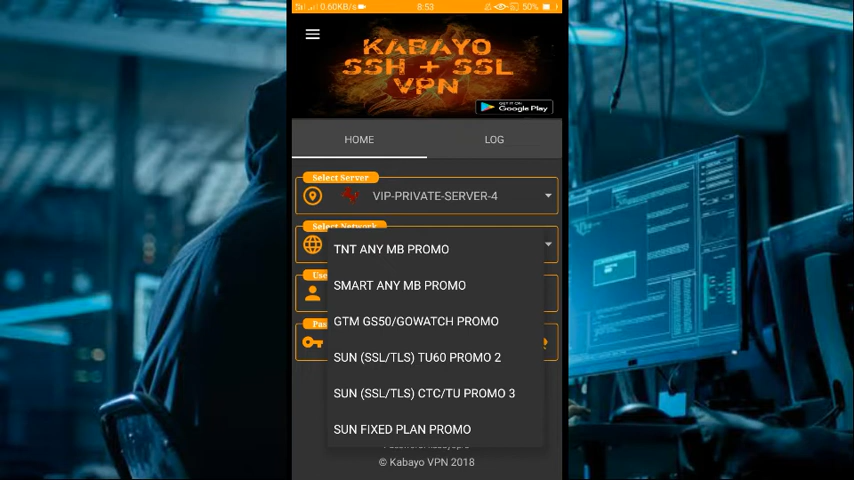 0.60KB/s
8:53
50%
KABAYO
SSH + SSL
VPN
GET IT ON
Google Play
HOME
LOG
Select Server
VIP-PRIVATE-SERVER-4
Select Network
TNT ANY MB PROMO
SMART ANY MB PROMO
GTM GS50/GOWATCH PROMO
SUN (SSL/TLS) TU60 PROMO 2
SUN (SSL/TLS) CTC/TU PROMO 3
SUN FIXED PLAN PROMO
© Kabayo VPN 2018